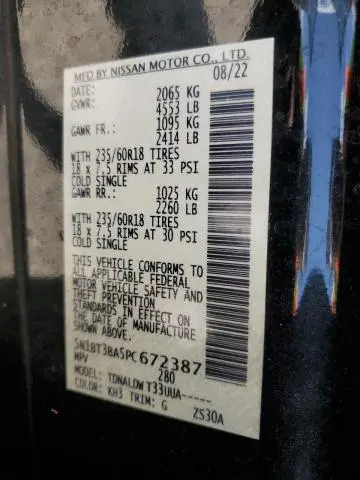 MFD BY NISSAN MOTOR CO., LTD.
08/22
DATE: 2065 KG
GVWR: 4553 LB
GAWR FR.: 1095 KG
2414 LB
WITH 235/60R18 TIRES
18 x 7.5 RIMS AT 33 PSI
COLD SINGLE
GAWR RR.: 1025 KG
2260 LB
WITH 235/60R18 TIRES
18 x 7.5 RIMS AT 30 PSI
COLD SINGLE
THIS VEHICLE CONFORMS TO
ALL APPLICABLE FEDERAL
MOTOR VEHICLE SAFETY AND
THEFT PREVENTION
STANDARDS IN EFFECT ON
THE DATE OF MANUFACTURE
SHOWN ABOVE.
5N1BT3BA5PC672387
MPV 280
MODEL: TDNALDW T33UUA-----
COLOR: KH3 TRIM: G ZS30A